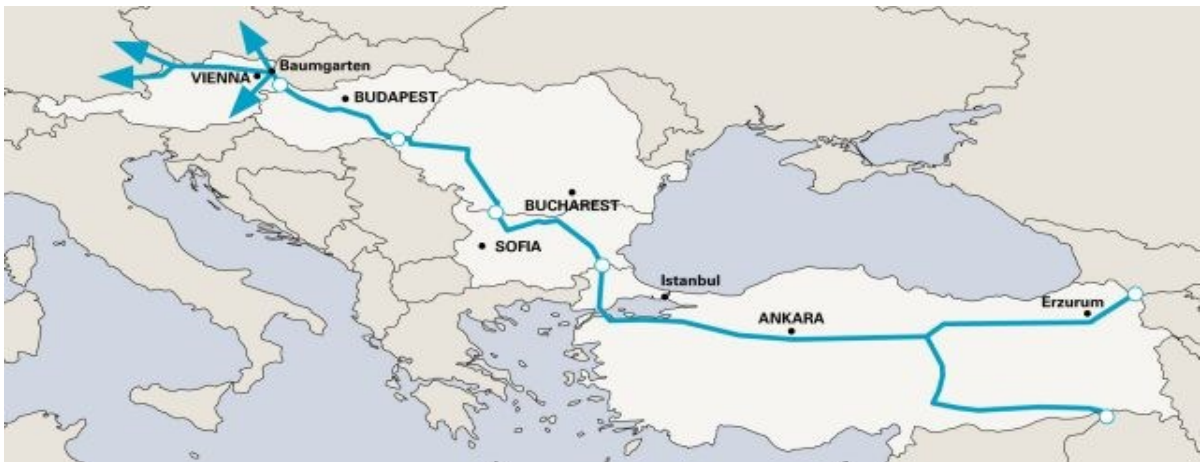 Baumgarten
VIENNA
BUDAPEST
BUCHAREST
SOFIA
Istanbul
Erzurum
ANKARA